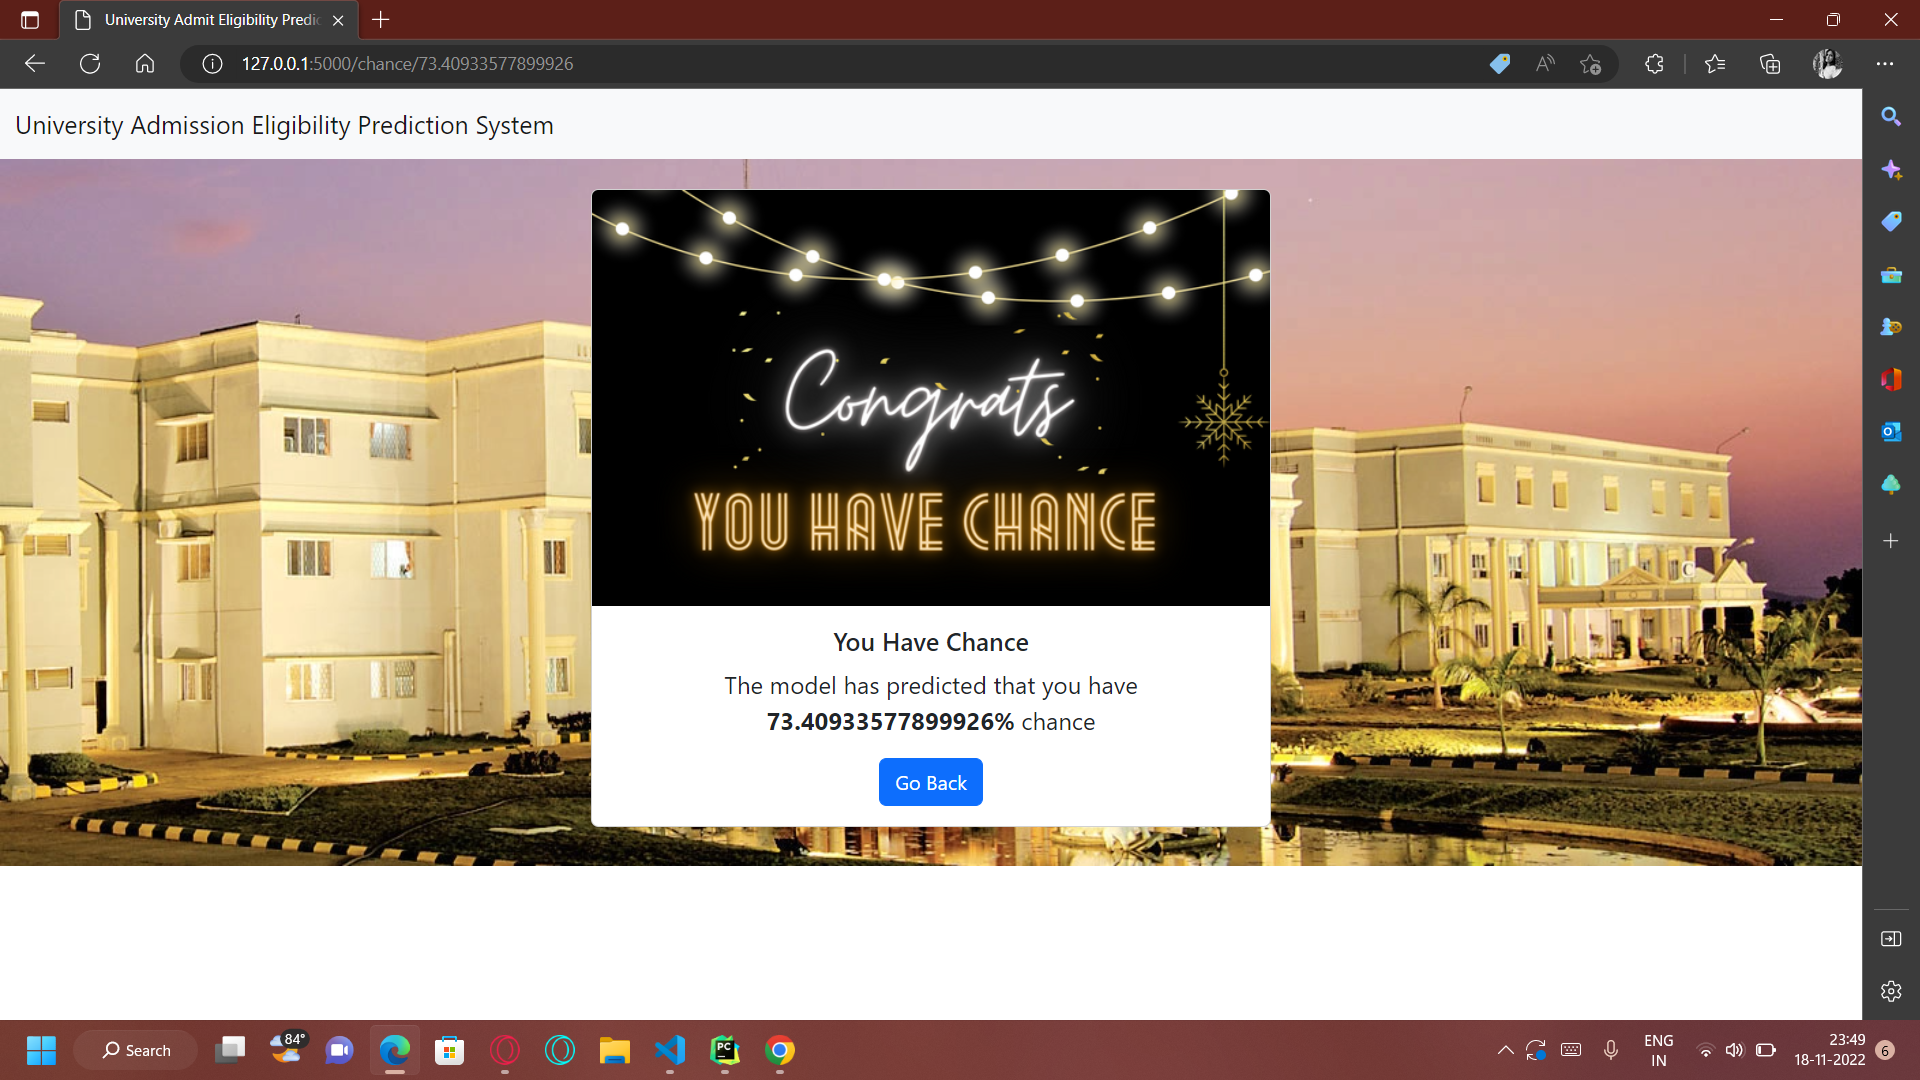 University Admit Eligibility Predic
127.0.0.1:5000/chance/73.40933577899926
University Admission Eligibility Prediction System
Congrats
YOU HAVE CHANCE
You Have Chance
The model has predicted that you have
73.40933577899926% chance
Go Back
C
Search
84°
PC
ENG
IN
23:49
18-11-2022
6